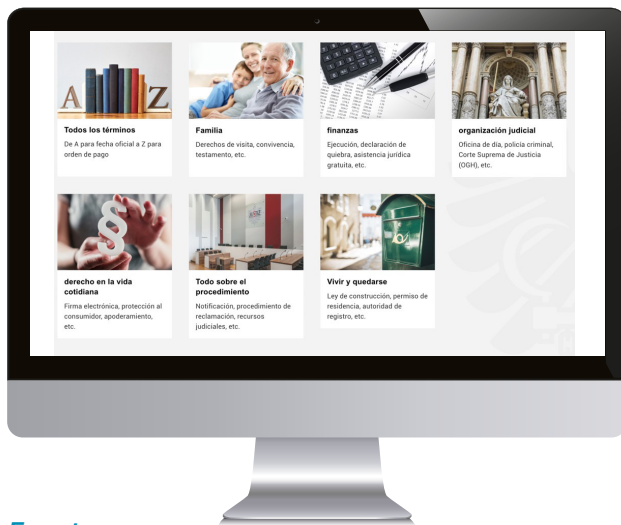 A Z
Todos los términos
De A para fecha oficial a Z para
orden de pago
Familia
Derechos de visita, convivencia,
testamento, etc.
finanzas
Ejecución, declaración de
quiebra, asistencia jurídica
gratuita, etc.
organización judicial
Oficina de día, policía criminal,
Corte Suprema de Justicia
(OGH), etc.
derecho en la vida
cotidiana
Firma electrónica, protección al
consumidor, apoderamiento,
etc.
Todo sobre el
procedimiento
Notificación, procedimiento de
reclamación, recursos
judiciales, etc.
Vivir y quedarse
Ley de construcción, permiso de
residencia, autoridad de
registro, etc.